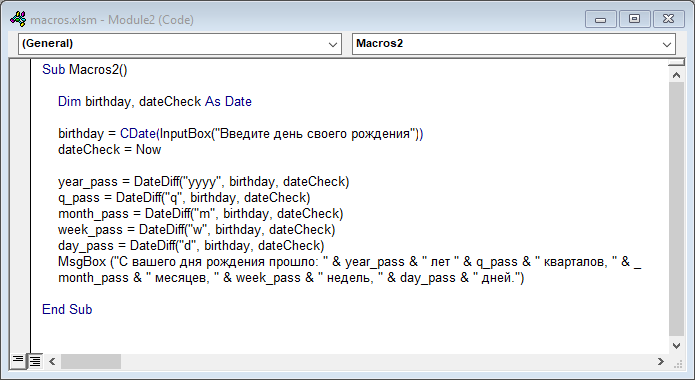 macros.xlsm - Module2 (Code)
(General) Macros2
Sub Macros2()
Dim birthday, dateCheck As Date
birthday = CDate(InputBox("Введите день своего рождения"))
dateCheck = Now
year_pass = DateDiff("yyyy", birthday, dateCheck)
q_pass = DateDiff("q", birthday, dateCheck)
month_pass = DateDiff("m", birthday, dateCheck)
week_pass = DateDiff("w", birthday, dateCheck)
day_pass = DateDiff("d", birthday, dateCheck)
MsgBox ("С вашего дня рождения прошло: " & year_pass & " лет " & q_pass & " кварталов, " & _
month_pass & " месяцев, " & week_pass & " недель, " & day_pass & " дней.")
End Sub